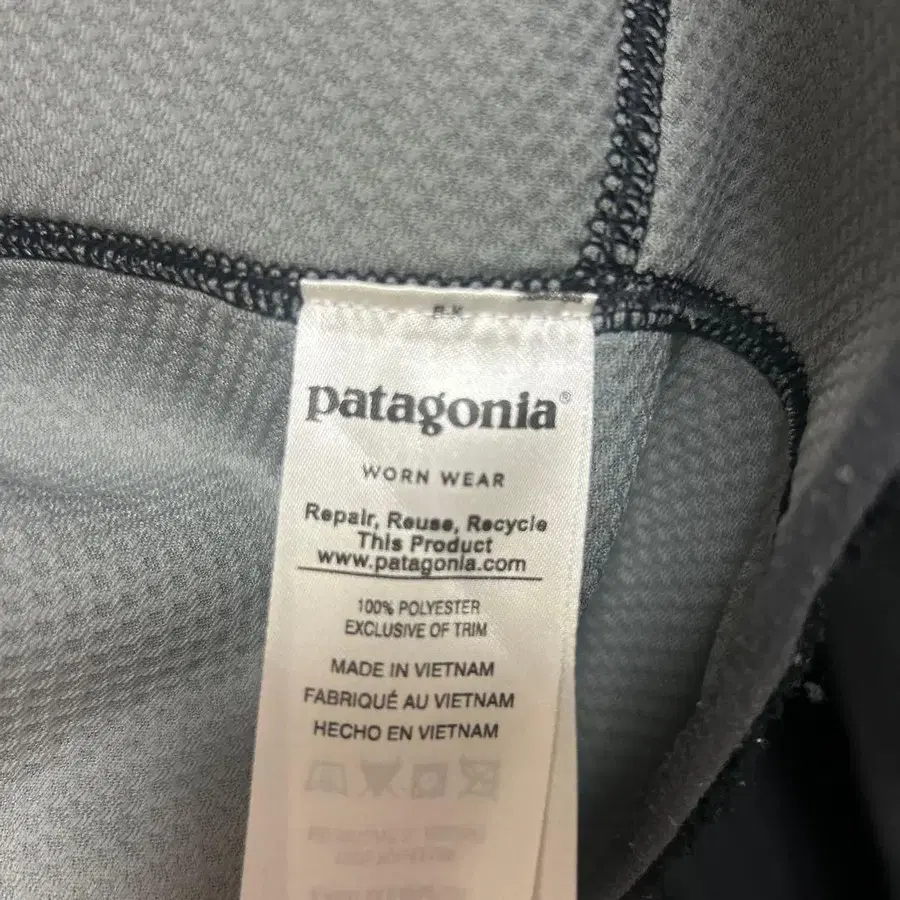 patagonia®
WORN WEAR
Repair, Reuse, Recycle
This Product
www.patagonia.com
100% POLYESTER
EXCLUSIVE OF TRIM
MADE IN VIETNAM
FABRIQUÉ AU VIETNAM
HECHO EN VIETNAM